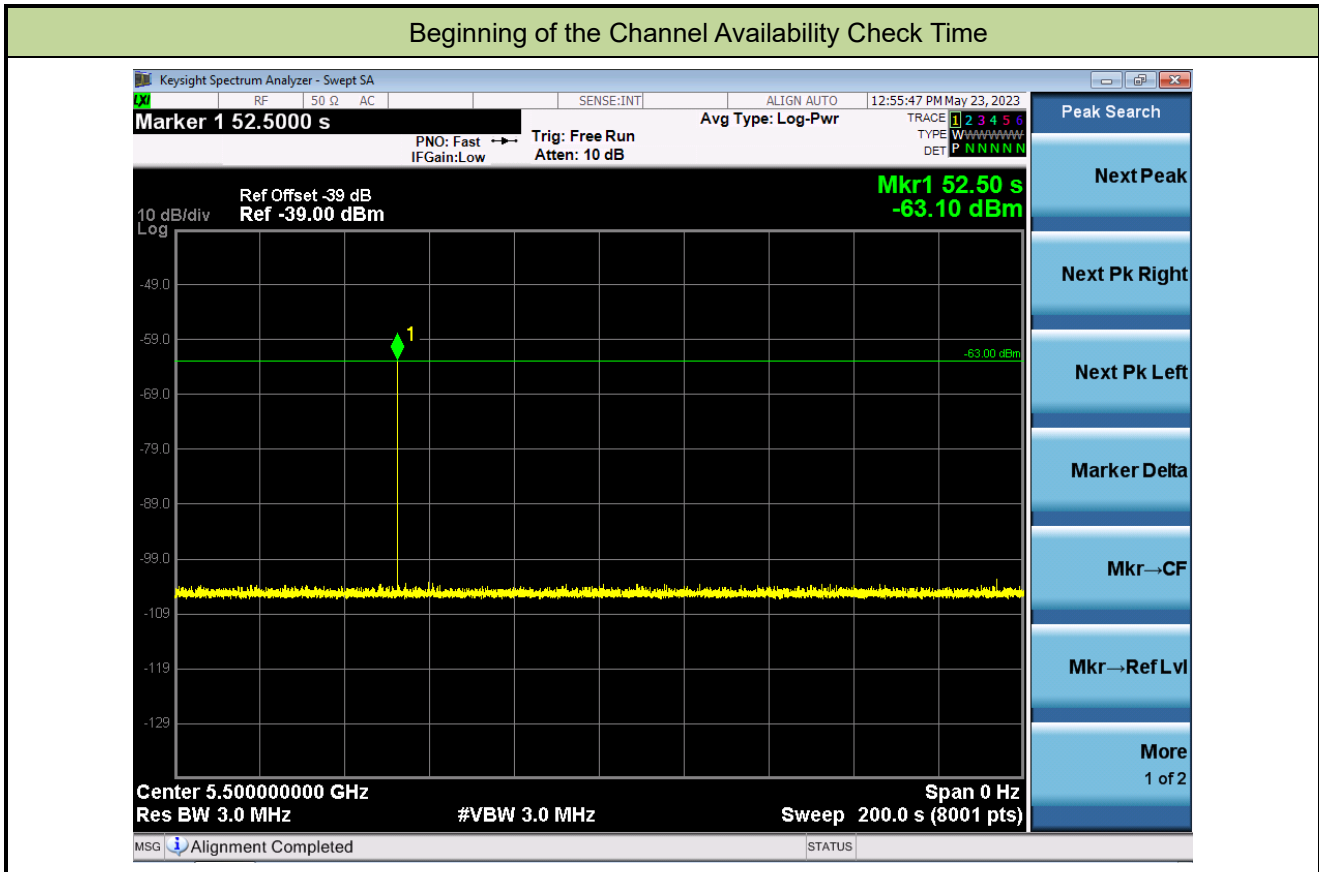 Beginning of the Channel Availability Check Time
Keysight Spectrum Analyzer - Swept SA
LXI RF 50 Ω AC SENSE:INT ALIGN AUTO 12:55:47 PM May 23, 2023
Marker 1 52.5000 s
PNO: Fast
IFGain:Low
Trig: Free Run
Atten: 10 dB
Avg Type: Log-Pwr
TRACE 1 2 3 4 5 6
TYPE WWWWWW
DET P N N N N N
Peak Search
Ref Offset -39 dB
10 dB/div Ref -39.00 dBm
Log
Mkr1 52.50 s
-63.10 dBm
-49.0
-59.0
-69.0
-79.0
-89.0
-99.0
-109
-119
-129
1
-63.00 dBm
Center 5.500000000 GHz
Span 0 Hz
Res BW 3.0 MHz
#VBW 3.0 MHz
Sweep 200.0 s (8001 pts)
Next Peak
Next Pk Right
Next Pk Left
Marker Delta
Mkr→CF
Mkr→Ref Lvl
More
1 of 2
MSG Alignment Completed
STATUS